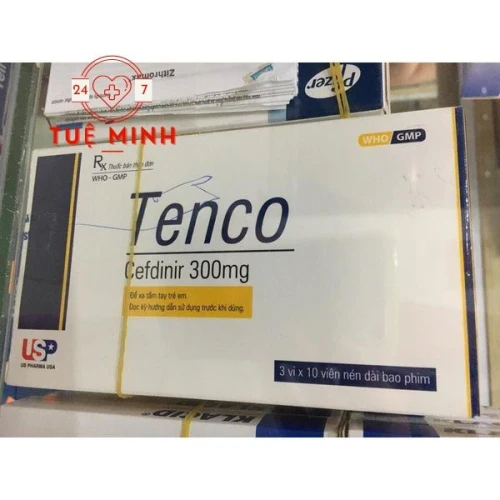 24
7
TUỆ MINH
Zithromax
Pfizer
WHO GMP
Rx Thuốc bán theo đơn
WHO - GMP
Tenco
Cefdinir 300mg
Để xa tầm tay trẻ em.
Đọc kỹ hướng dẫn sử dụng trước khi dùng.
USP
US PHARMA USA
3 vỉ x 10 viên nén dài bao phim